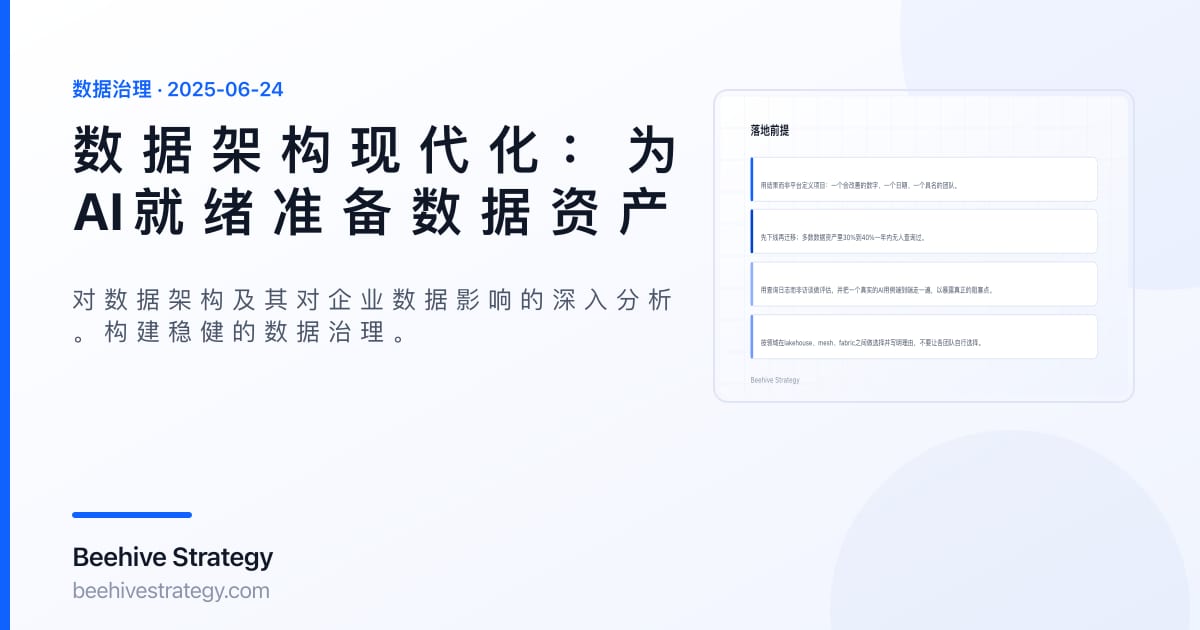 数据治理 · 2025-06-24
数据架构现代化：为
AI就绪准备数据资产
对数据架构及其对企业数据影响的深入分析
。构建稳健的数据治理。
落地前提
用结果而非平台定义项目：一个会改善的数字、一个日期、一个具名的团队。
先下线再迁移：多数数据资产里30%到40%一年内无人查询过。
用查询日志而非访谈做评估，并把一个真实的AI用例端到端走一遍，以暴露真正的阻塞点。
按领域在lakehouse、mesh、fabric之间做选择并写明理由，不要让各团队自行选择。
Beehive Strategy
Beehive Strategy
beehivestrategy.com